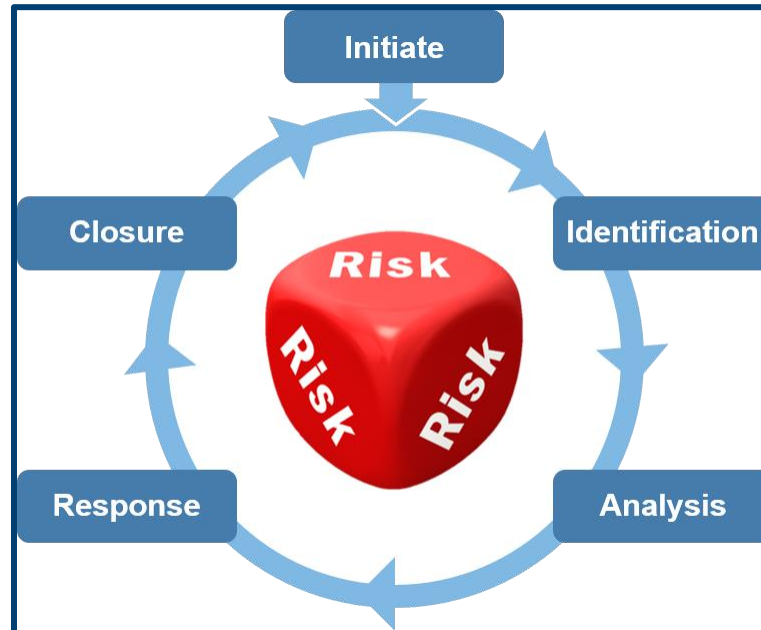 Initiate
Closure
Identification
Risk
Risk
Risk
Response
Analysis